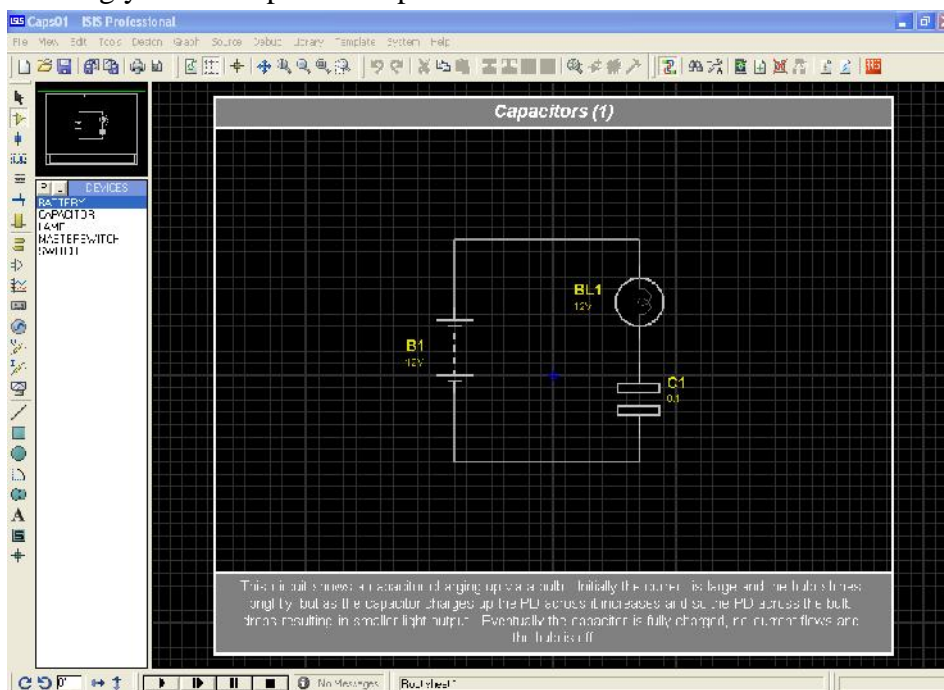 Caps01 ISIS Professional
File View Edit Tools Design Graph Source Debug Library Template System Help
Capacitors (1)
P L DEVICES
BATTERY
CAPACITOR
LAMP
MASTERSWITCH
SWITCH
BL1
12V
B1
12V
C1
0.1
This circuit shows a capacitor charging up via a bulb. Initially the current is large and the bulb shines
brightly, but as the capacitor charges up the PD across it increases and so the PD across the bulb
drops resulting in smaller light output. Eventually the capacitor is fully charged, no current flows and
the bulb is off.
No Messages
Root sheet 1